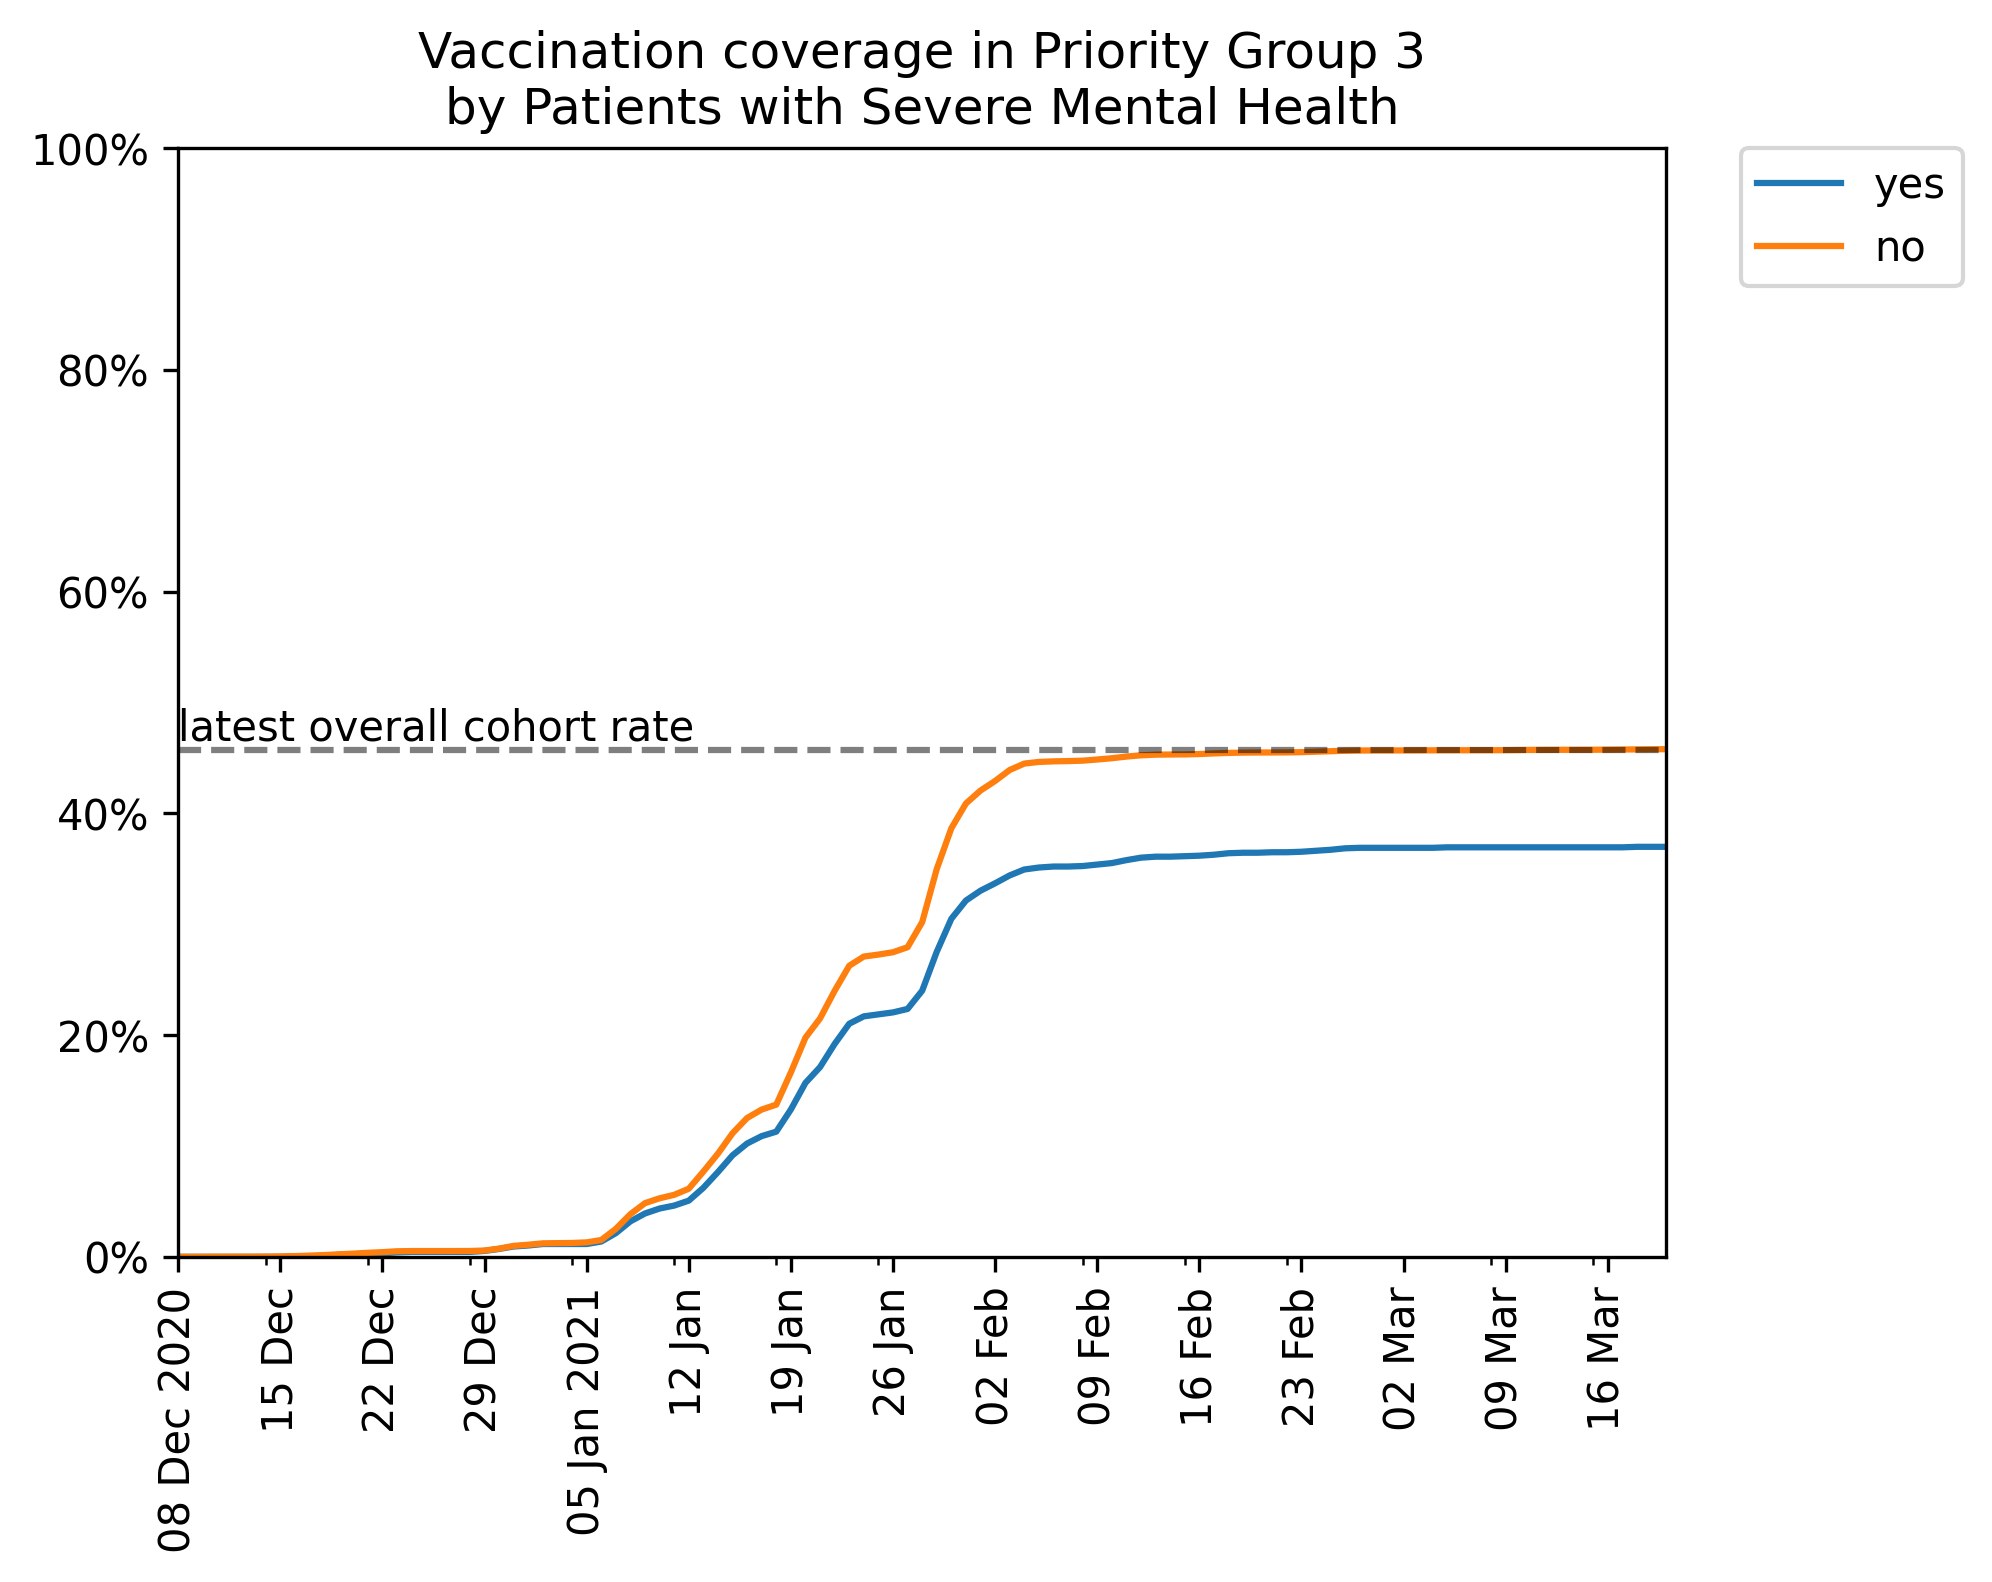 Vaccination coverage in Priority Group 3
by Patients with Severe Mental Health
100%
80%
60%
40%
20%
0%
latest overall cohort rate
yes
no
08 Dec 2020
15 Dec
22 Dec
29 Dec
05 Jan 2021
12 Jan
19 Jan
26 Jan
02 Feb
09 Feb
16 Feb
23 Feb
02 Mar
09 Mar
16 Mar